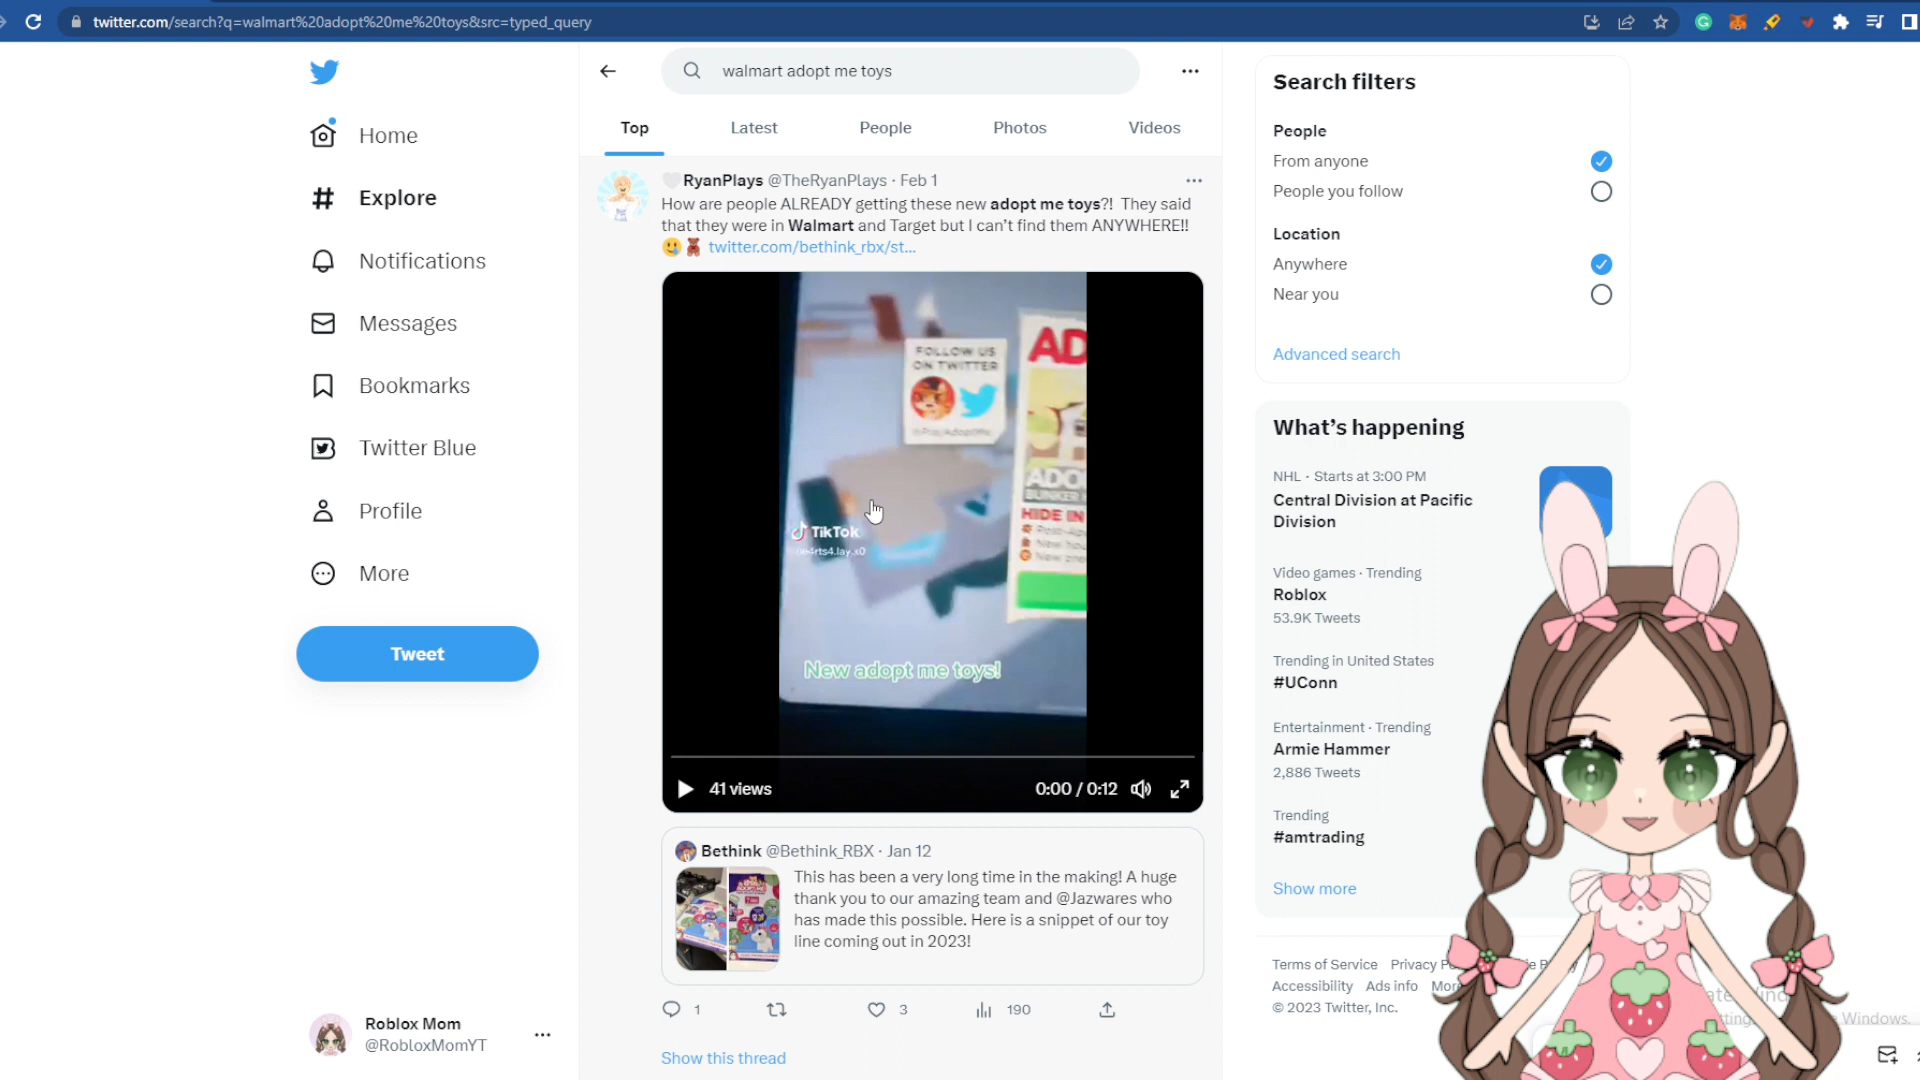 twitter.com/search?q=walmart%20adopt%20me%20toys&src=typed_query
walmart adopt me toys
Top
Latest
People
Photos
Videos
Home
Explore
Notifications
Messages
Bookmarks
Twitter Blue
Profile
More
Tweet
Roblox Mom
@RobloxMomYT
RyanPlays @TheRyanPlays · Feb 1
How are people ALREADY getting these new adopt me toys?! They said
that they were in Walmart and Target but I can't find them ANYWHERE!!
twitter.com/bethink_rbx/st...
FOLLOW US
ON TWITTER
AD
ADO
BUNKER
HIDE IN
TikTok
New adopt me toys!
41 views
0:00 / 0:12
Bethink @Bethink_RBX · Jan 12
This has been a very long time in the making! A huge
thank you to our amazing team and @Jazwares who
has made this possible. Here is a snippet of our toy
line coming out in 2023!
1
3
190
Show this thread
Search filters
People
From anyone
People you follow
Location
Anywhere
Near you
Advanced search
What's happening
NHL · Starts at 3:00 PM
Central Division at Pacific
Division
Video games · Trending
Roblox
53.9K Tweets
Trending in United States
#UConn
Entertainment · Trending
Armie Hammer
2,886 Tweets
Trending
#amtrading
Show more
Terms of Service Privacy
Accessibility Ads info
© 2023 Twitter, Inc.
Windows.